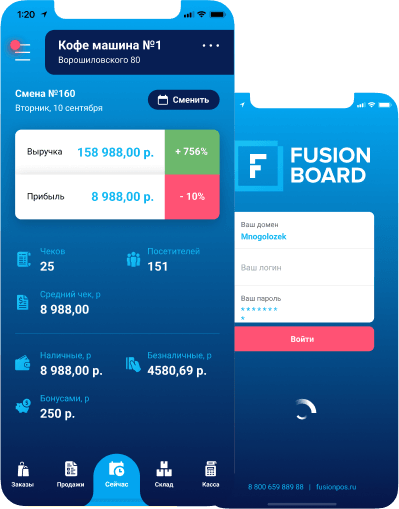 1:20
Кофе машина №1
Ворошиловского 80
Смена №160
Вторник, 10 сентября
Сменить
Выручка 158 988,00 р. + 756%
Прибыль 8 988,00 р. - 10%
Чеков
25
Посетителей
151
Средний чек, р
8 988,00
Наличные, р
8 988,00 р.
Безналичные, р
4580,69 р.
Бонусами, р
250 р.
Заказы
Продажи
Сейчас
Склад
Касса
FUSION
BOARD
Ваш домен
Mnogolozek
Ваш логин
Ваш пароль
*******
*
Войти
8 800 659 889 88 | fusionpos.ru